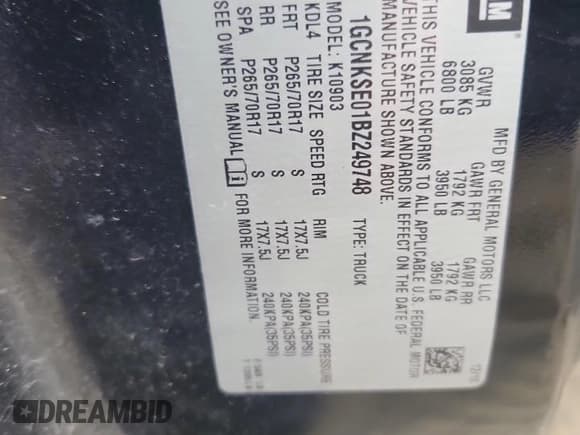 GM
MFD BY GENERAL MOTORS LLC
GVWR GAWR FRT GAWR RR
3085 KG 1792 KG 1792 KG
6800 LB 3950 LB 3950 LB
THIS VEHICLE CONFORMS TO ALL APPLICABLE U.S. FEDERAL MOTOR
VEHICLE SAFETY STANDARDS IN EFFECT ON THE DATE OF
MANUFACTURE SHOWN ABOVE.
1GCNKSE01BZ249748 TYPE: TRUCK
MODEL: K10903
KDL4 TIRE SIZE SPEED RTG RIM COLD TIRE PRESSURE
FRT P265/70R17 S 17X7.5J 240KPA(35PSI)
RR P265/70R17 S 17X7.5J 240KPA(35PSI)
SPA P265/70R17 S 17X7.5J 240KPA(35PSI)
SEE OWNER'S MANUAL FOR MORE INFORMATION.
DREAMBID